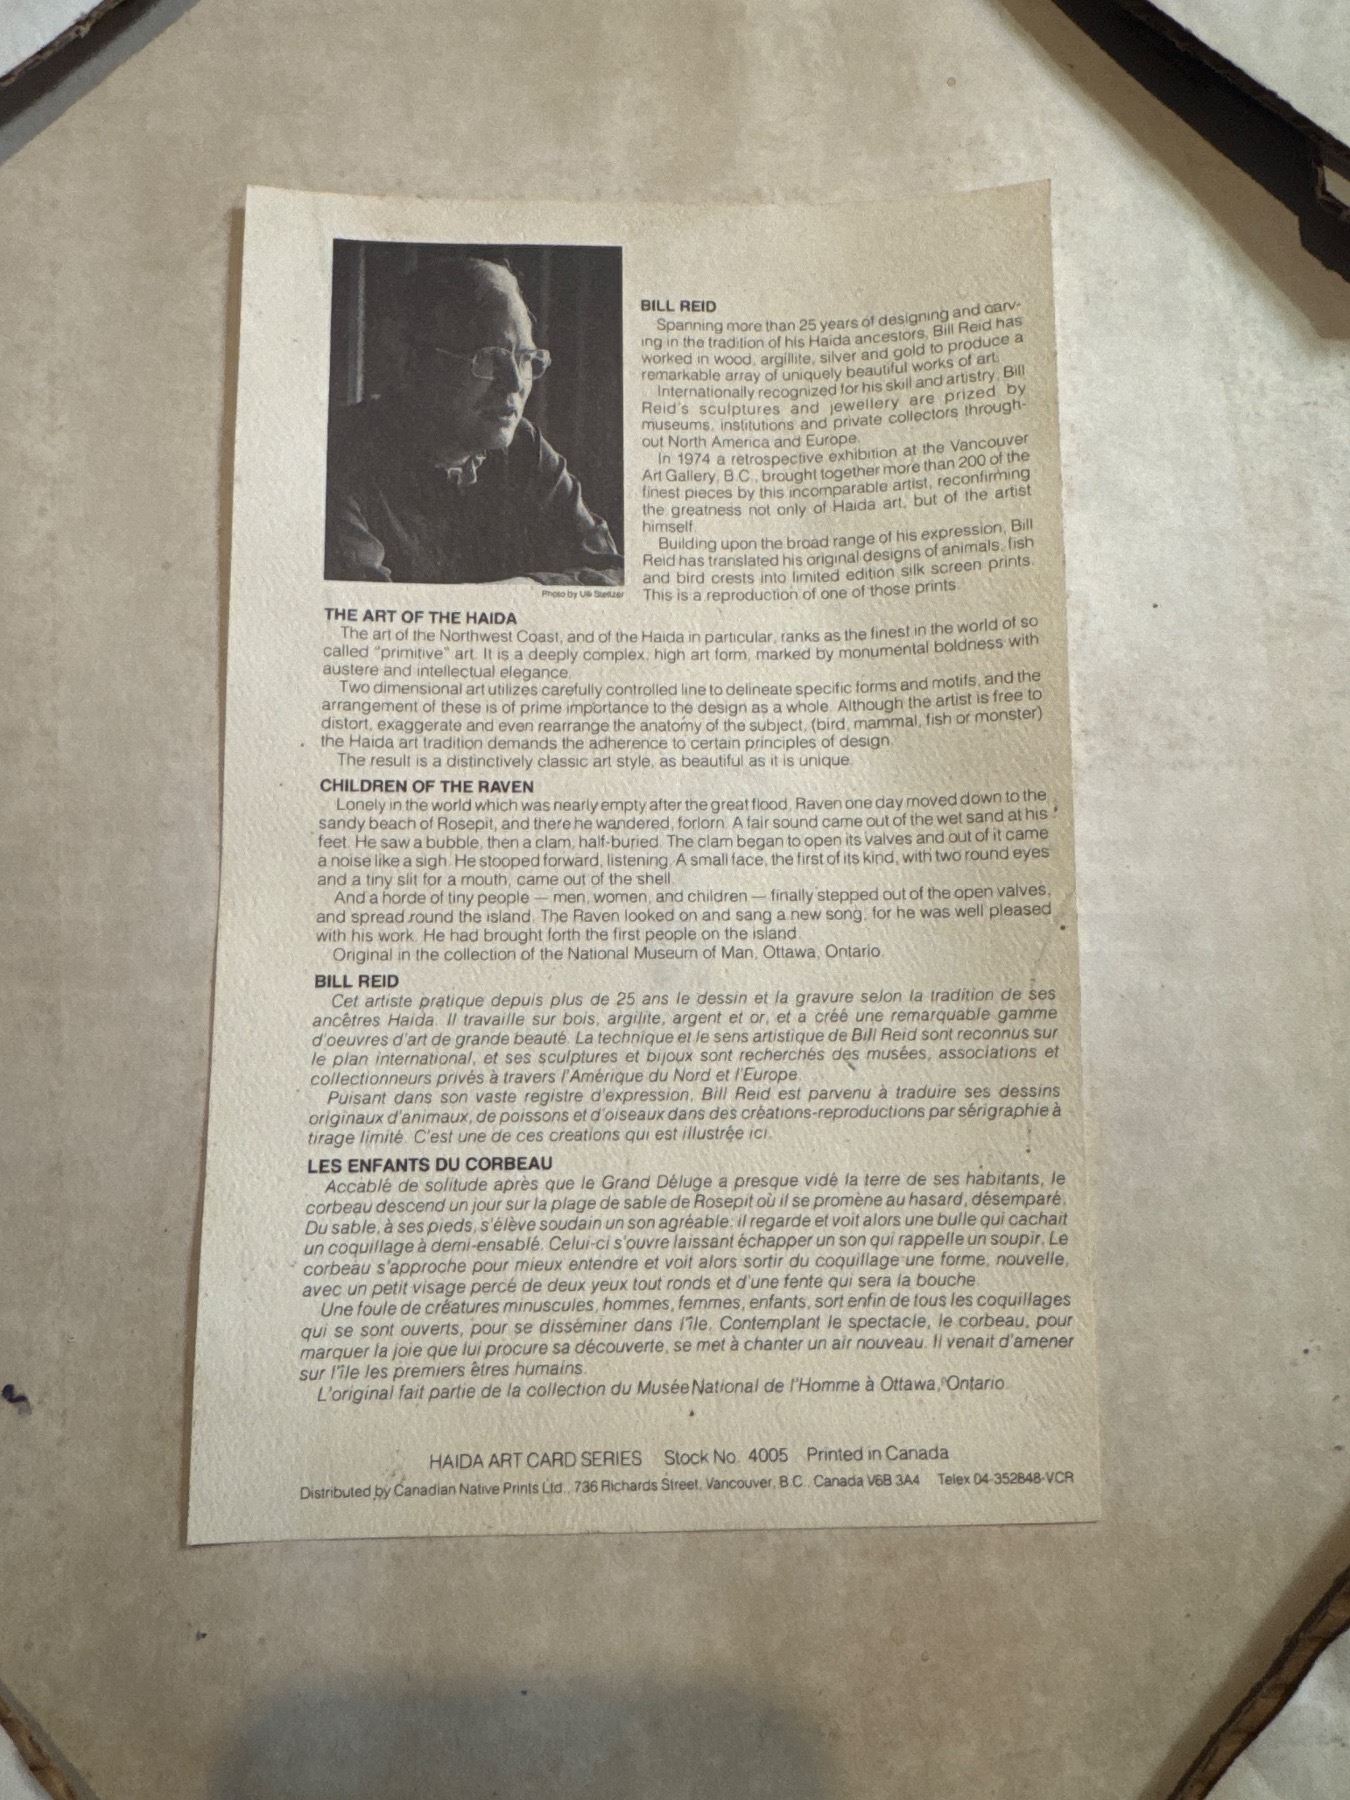 BILL REID
Spanning more than 25 years of designing and carv-
ing in the tradition of his Haida ancestors, Bill Reid has
worked in wood, argillite, silver and gold to produce a
remarkable array of uniquely beautiful works of art.
Internationally recognized for his skill and artistry, Bill
Reid's sculptures and jewellery are prized by
museums, institutions and private collectors through-
out North America and Europe.
In 1974 a retrospective exhibition at the Vancouver
Art Gallery, B.C., brought together more than 200 of the
finest pieces by this incomparable artist, reconfirming
the greatness not only of Haida art, but of the artist
himself.
Building upon the broad range of his expression, Bill
Reid has translated his original designs of animals, fish
and bird crests into limited edition silk screen prints.
This is a reproduction of one of those prints.
Photo by Ulli Steltzer
THE ART OF THE HAIDA
The art of the Northwest Coast, and of the Haida in particular, ranks as the finest in the world of so
called "primitive" art. It is a deeply complex, high art form, marked by monumental boldness with
austere and intellectual elegance.
Two dimensional art utilizes carefully controlled line to delineate specific forms and motifs, and the
arrangement of these is of prime importance to the design as a whole. Although the artist is free to
distort, exaggerate and even rearrange the anatomy of the subject, (bird, mammal, fish or monster)
the Haida art tradition demands the adherence to certain principles of design.
The result is a distinctively classic art style, as beautiful as it is unique.
CHILDREN OF THE RAVEN
Lonely in the world which was nearly empty after the great flood, Raven one day moved down to the
sandy beach of Rosepit, and there he wandered, forlorn. A fair sound came out of the wet sand at his
feet. He saw a bubble, then a clam, half-buried. The clam began to open its valves and out of it came
a noise like a sigh. He stooped forward, listening. A small face, the first of its kind, with two round eyes
and a tiny slit for a mouth, came out of the shell.
And a horde of tiny people — men, women, and children — finally stepped out of the open valves,
and spread round the island. The Raven looked on and sang a new song, for he was well pleased
with his work. He had brought forth the first people on the island.
Original in the collection of the National Museum of Man, Ottawa, Ontario.
BILL REID
Cet artiste pratique depuis plus de 25 ans le dessin et la gravure selon la tradition de ses
ancêtres Haida. Il travaille sur bois, argilite, argent et or, et a créé une remarquable gamme
d'oeuvres d'art de grande beauté. La technique et le sens artistique de Bill Reid sont reconnus sur
le plan international, et ses sculptures et bijoux sont recherchés des musées, associations et
collectionneurs privés à travers l'Amérique du Nord et l'Europe.
Puisant dans son vaste registre d'expression, Bill Reid est parvenu à traduire ses dessins
originaux d'animaux, de poissons et d'oiseaux dans des créations-reproductions par sérigraphie à
tirage limité. C'est une de ces creations qui est illustrée ici.
LES ENFANTS DU CORBEAU
Accablé de solitude après que le Grand Déluge a presque vidé la terre de ses habitants, le
corbeau descend un jour sur la plage de sable de Rosepit où il se promène au hasard, désemparé.
Du sable, à ses pieds, s'élève soudain un son agréable: il regarde et voit alors une bulle qui cachait
un coquillage à demi-ensablé. Celui-ci s'ouvre laissant échapper un son qui rappelle un soupir. Le
corbeau s'approche pour mieux entendre et voit alors sortir du coquillage une forme, nouvelle,
avec un petit visage percé de deux yeux tout ronds et d'une fente qui sera la bouche.
Une foule de créatures minuscules, hommes, femmes, enfants, sort enfin de tous les coquillages
qui se sont ouverts, pour se disséminer dans l'île. Contemplant le spectacle, le corbeau, pour
marquer la joie que lui procure sa découverte, se met à chanter un air nouveau. Il venait d'amener
sur l'île les premiers êtres humains.
L'original fait partie de la collection du Musée National de l'Homme à Ottawa, Ontario.
HAIDA ART CARD SERIES Stock No. 4005 Printed in Canada
Distributed by Canadian Native Prints Ltd., 736 Richards Street, Vancouver, B.C., Canada V6B 3A4 Telex 04-352848-VCR